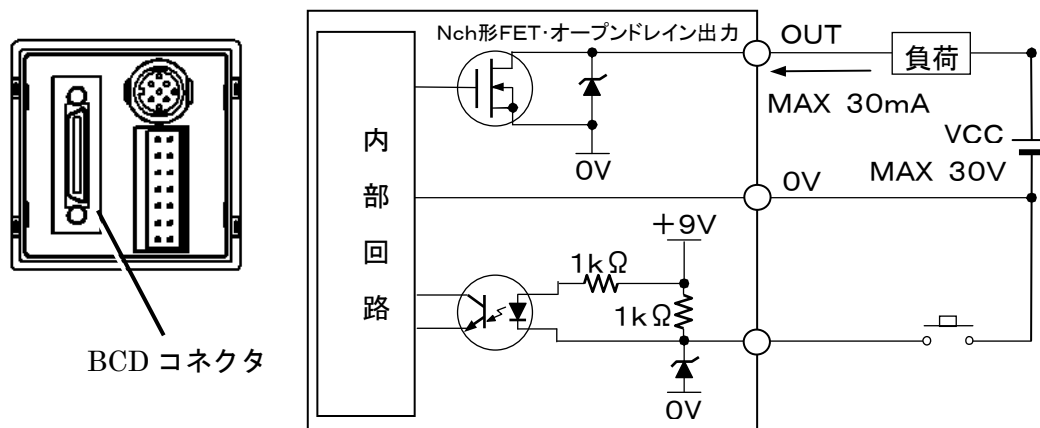 BCD コネクタ
内部回路
Nch形FET・オープンドレイン出力
0V
OUT
負荷
MAX 30mA
VCC
MAX 30V
0V
+9V
1kΩ
1kΩ
0V